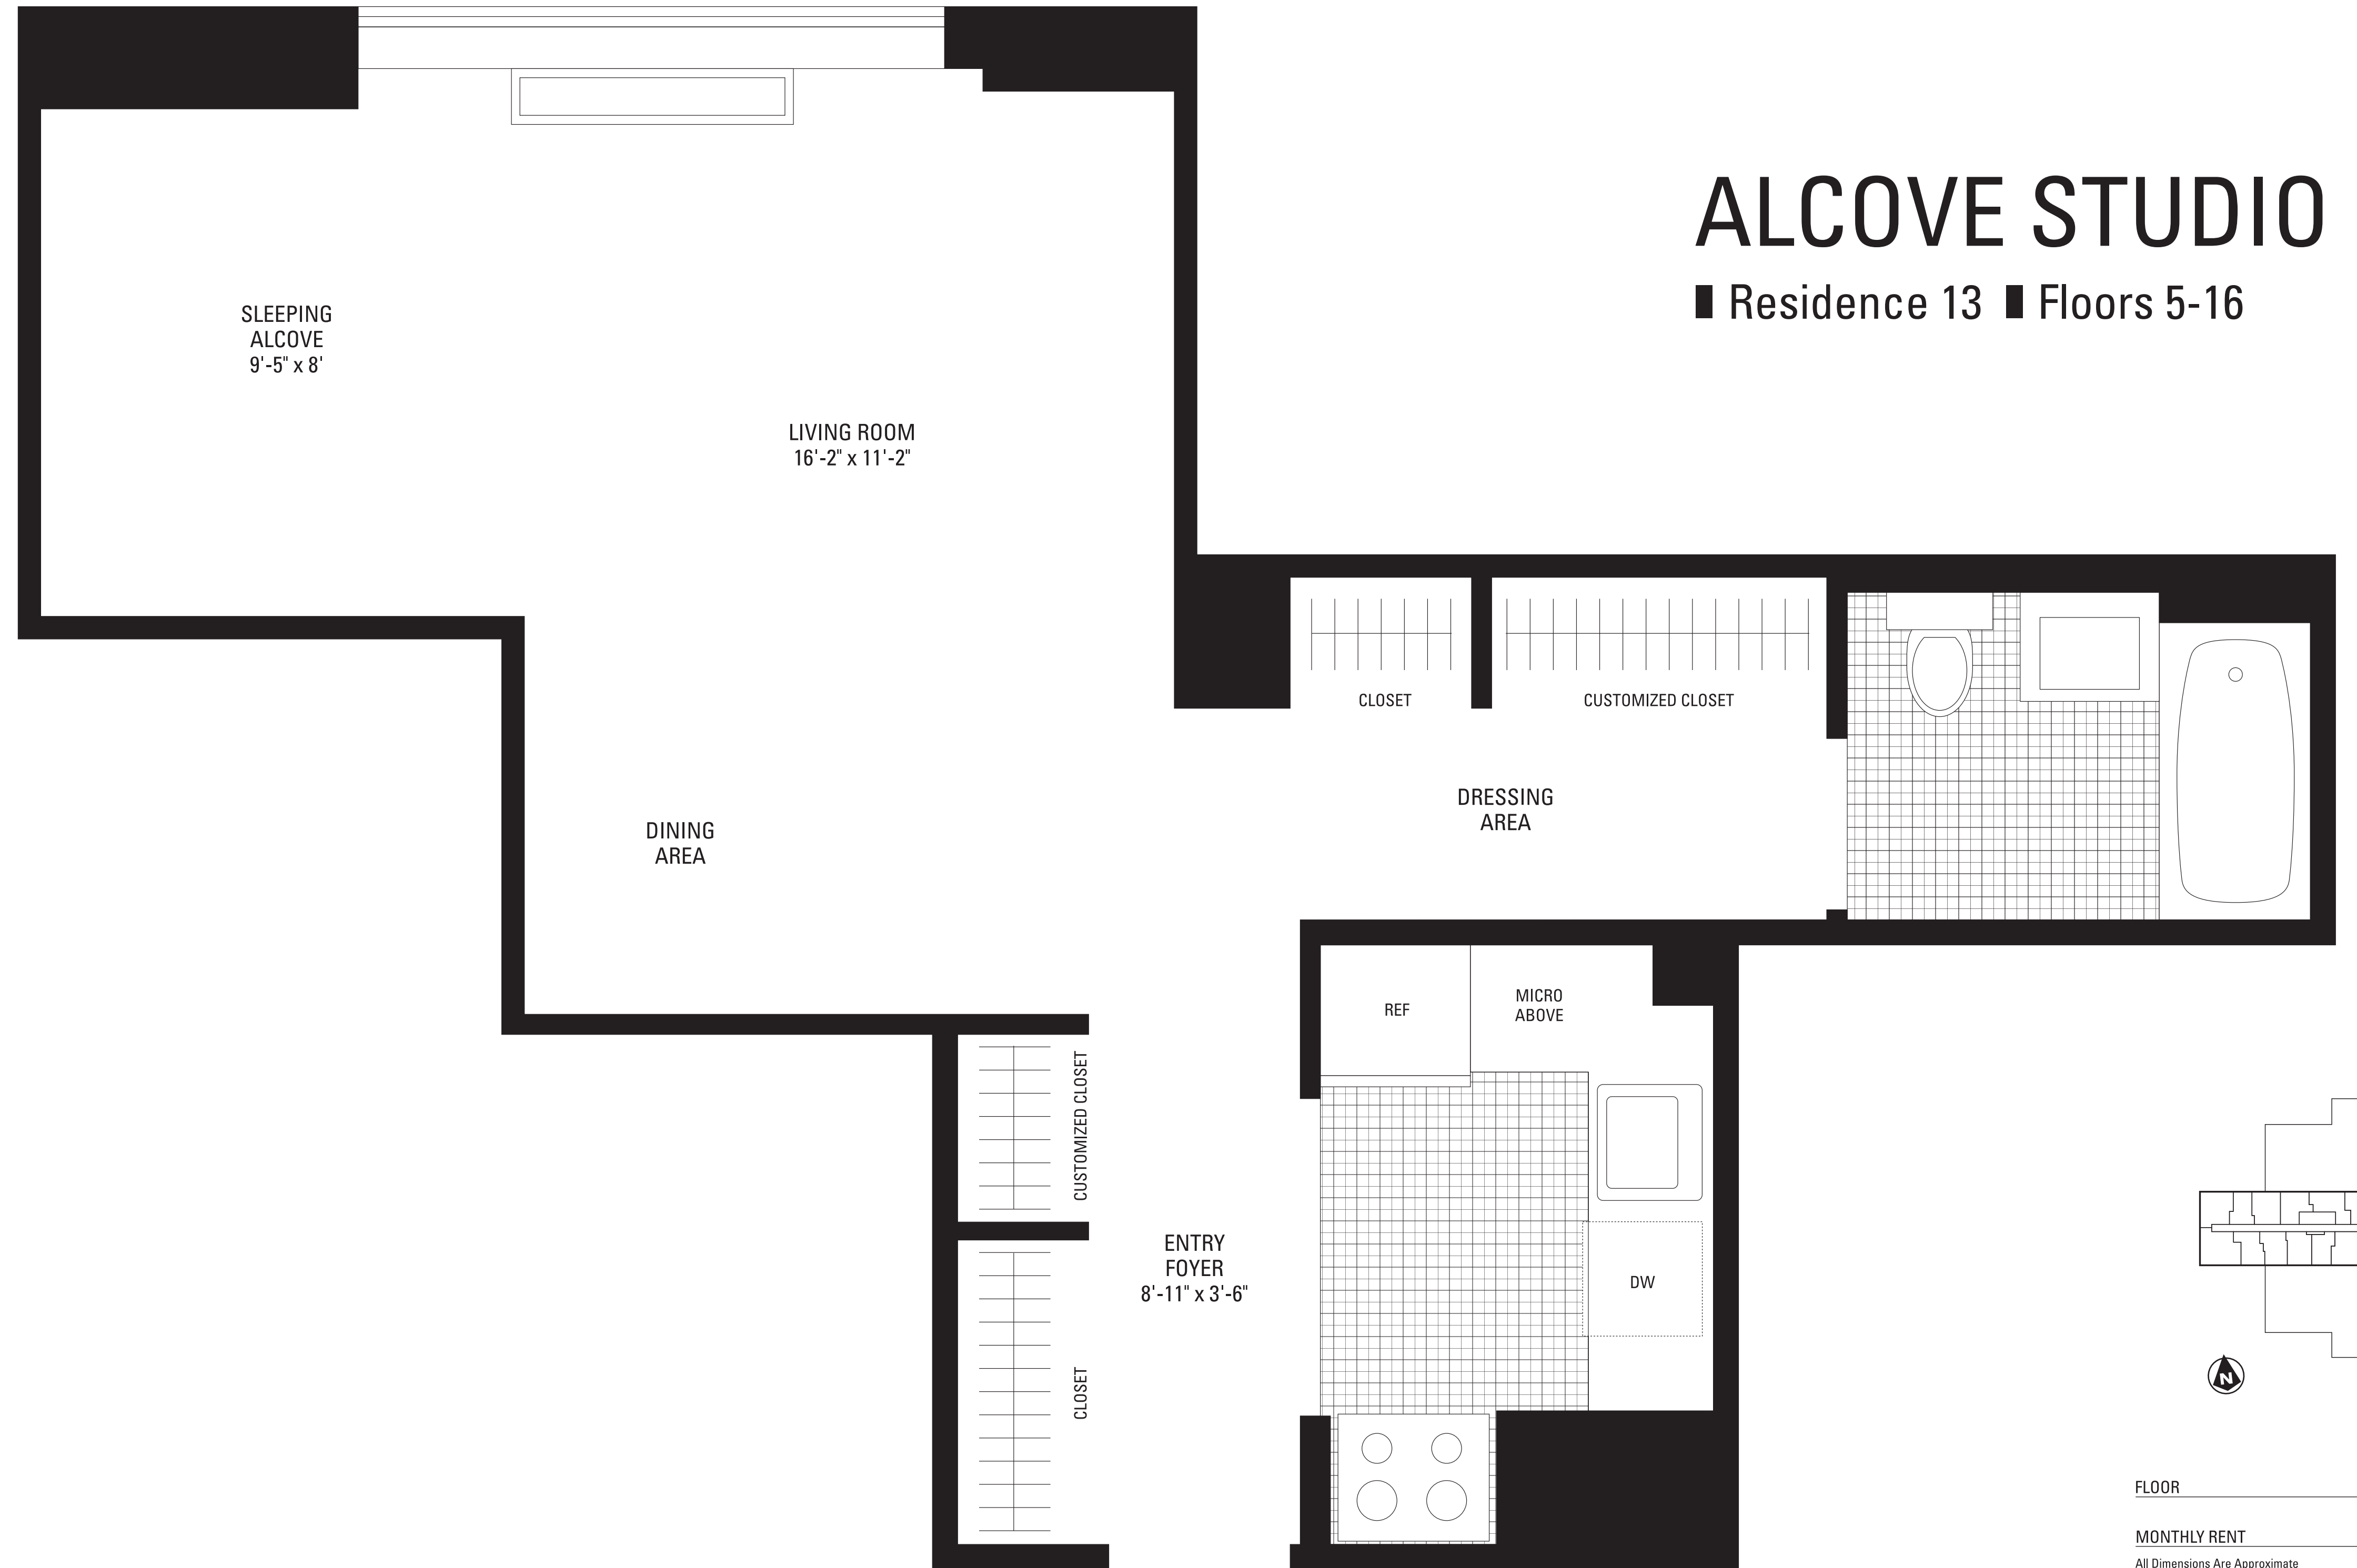 ALCOVE STUDIO
Residence 13 Floors 5-16
SLEEPING
ALCOVE
9'-5" x 8'
LIVING ROOM
16'-2" x 11'-2"
CLOSET
CUSTOMIZED CLOSET
DRESSING
AREA
DINING
AREA
REF
MICRO
ABOVE
CUSTOMIZED CLOSET
ENTRY
FOYER
8'-11" x 3'-6"
DW
CLOSET
N
FLOOR
MONTHLY RENT
All Dimensions Are Approximate